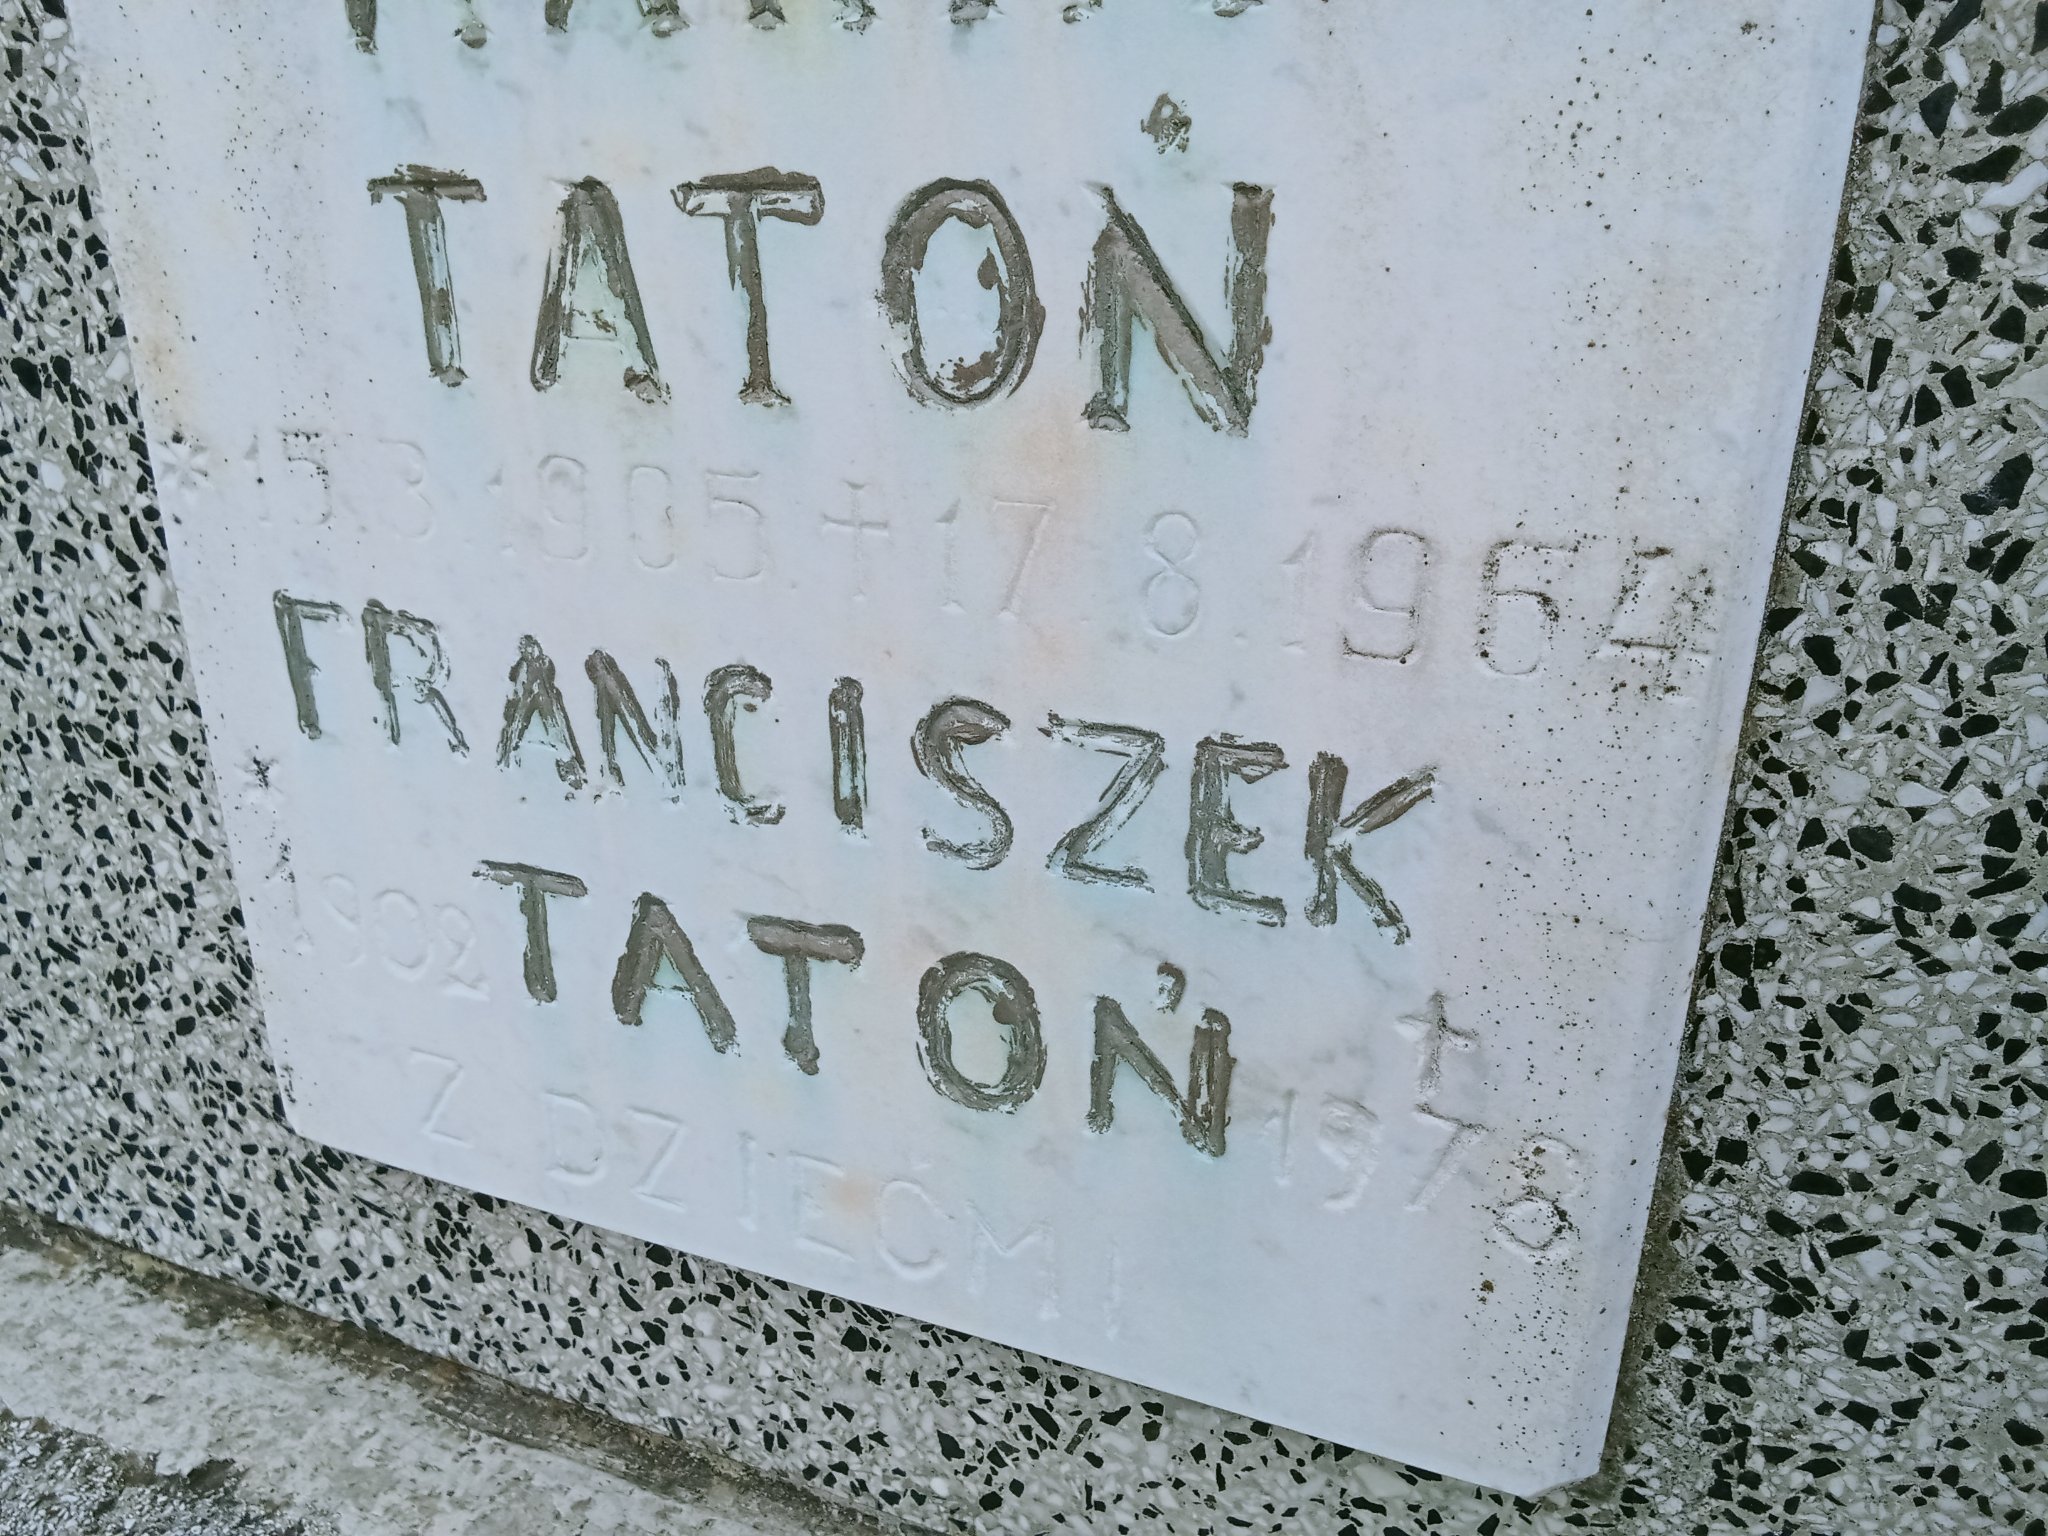 TATOŃ
* 15.3.1905.+17.8.1964
FRANCISZEK
TATOŃ
* 1902 † 1978
Z DZIEĆMI